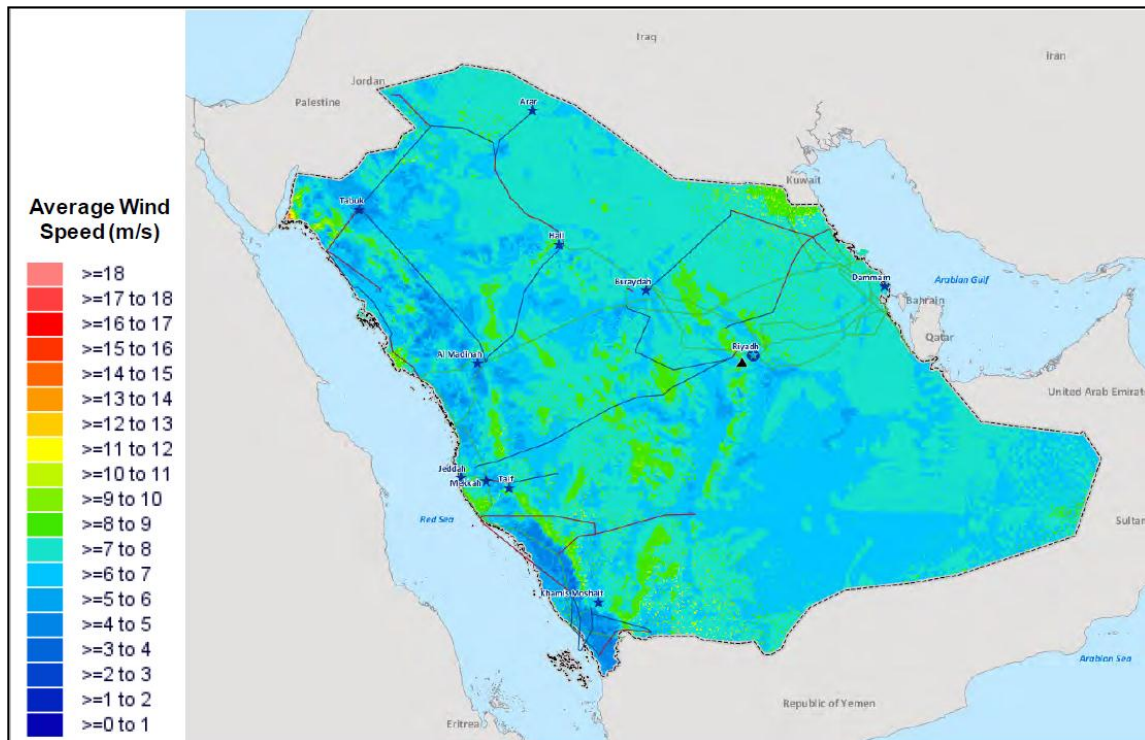 Iraq
Iran
Jordan
Palestine
Arar
Kuwait
Tabuk
Hail
Buraydah
Dammam
Arabian Gulf
Bahrain
Qatar
Riyadh
Al Madinah
United Arab Emirate
Jeddah
Mekkah
Taif
Red Sea
Sultan
Khamis Moshait
Arabian Sea
Republic of Yemen
Eritrea
Average Wind
Speed (m/s)
>=18
>=17 to 18
>=16 to 17
>=15 to 16
>=14 to 15
>=13 to 14
>=12 to 13
>=11 to 12
>=10 to 11
>=9 to 10
>=8 to 9
>=7 to 8
>=6 to 7
>=5 to 6
>=4 to 5
>=3 to 4
>=2 to 3
>=1 to 2
>=0 to 1